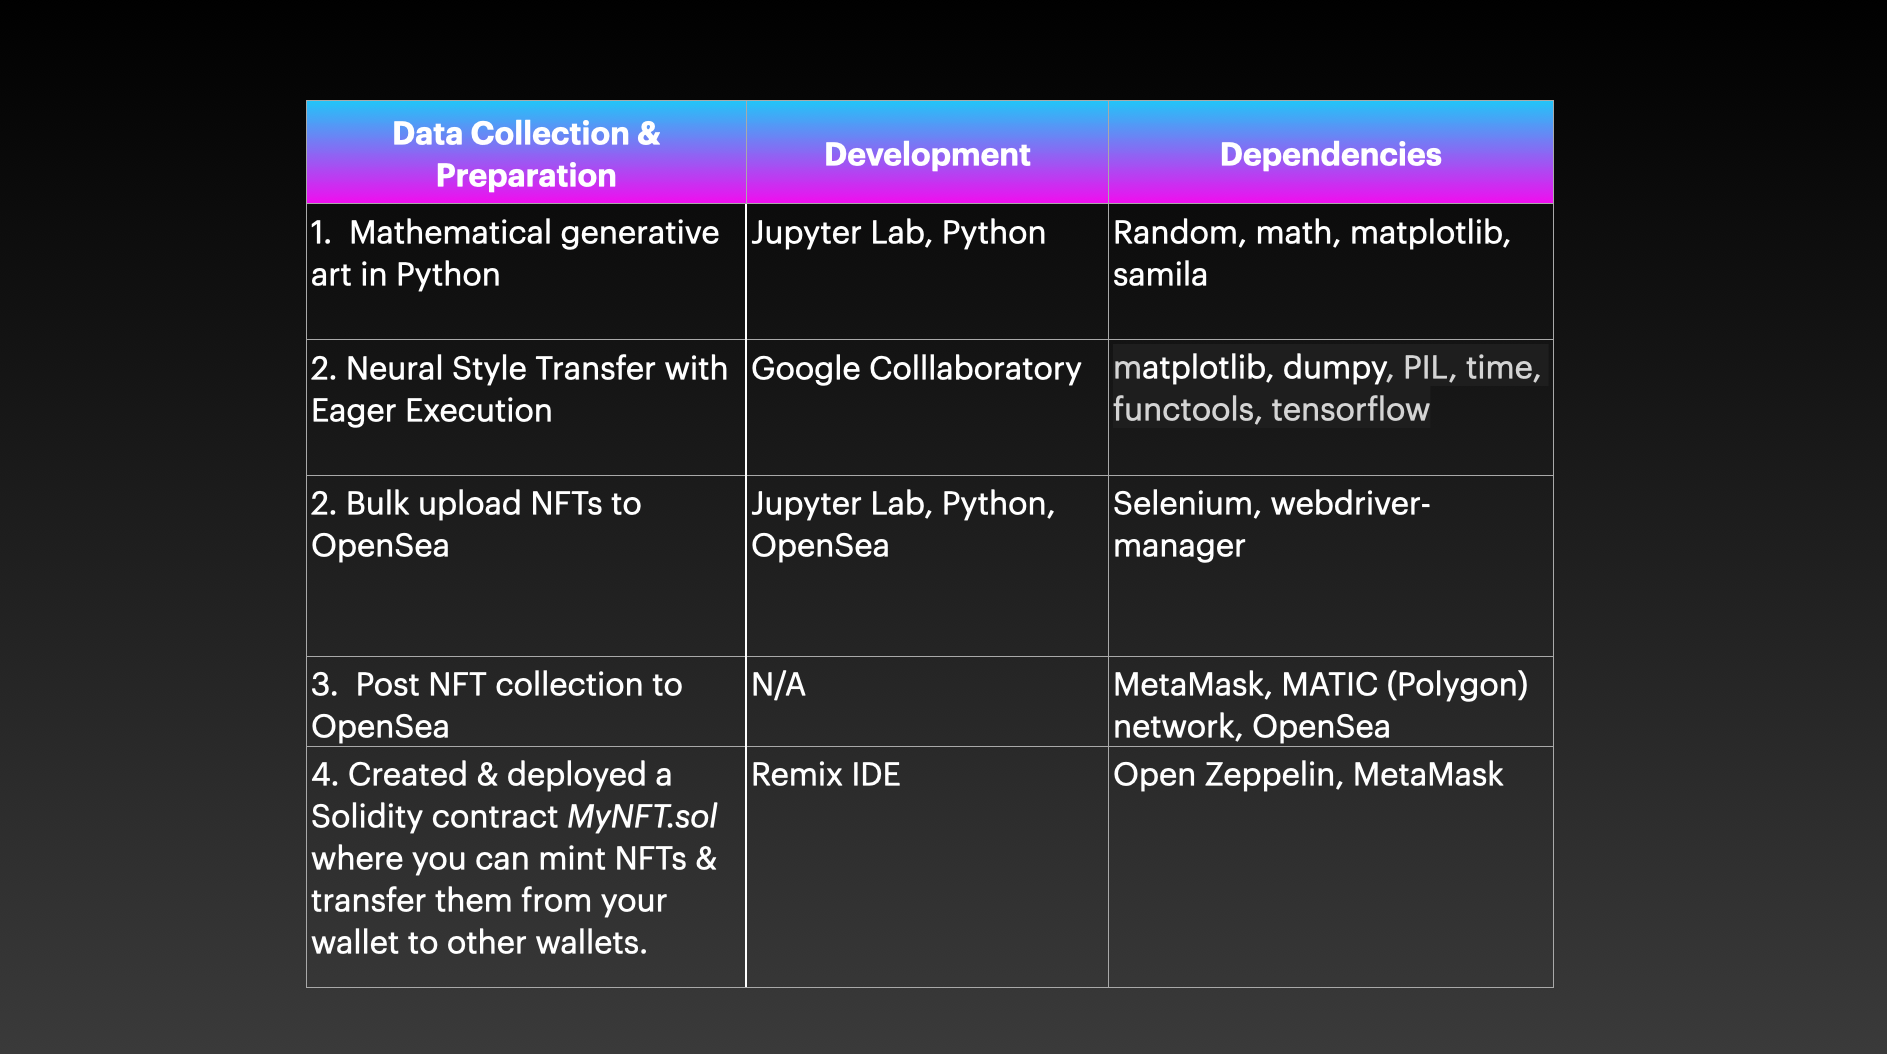 Data Collection &
Preparation
Development
Dependencies
1.  Mathematical generative
art in Python
Jupyter Lab, Python
Random, math, matplotlib,
samila
2. Neural Style Transfer with
Eager Execution
Google Colllaboratory
matplotlib, dumpy, PIL, time,
functools, tensorflow
2. Bulk upload NFTs to
OpenSea
Jupyter Lab, Python,
OpenSea
Selenium, webdriver-
manager
3.  Post NFT collection to
OpenSea
N/A
MetaMask, MATIC (Polygon)
network, OpenSea
4. Created & deployed a
Solidity contract MyNFT.sol
where you can mint NFTs &
transfer them from your
wallet to other wallets.
Remix IDE
Open Zeppelin, MetaMask